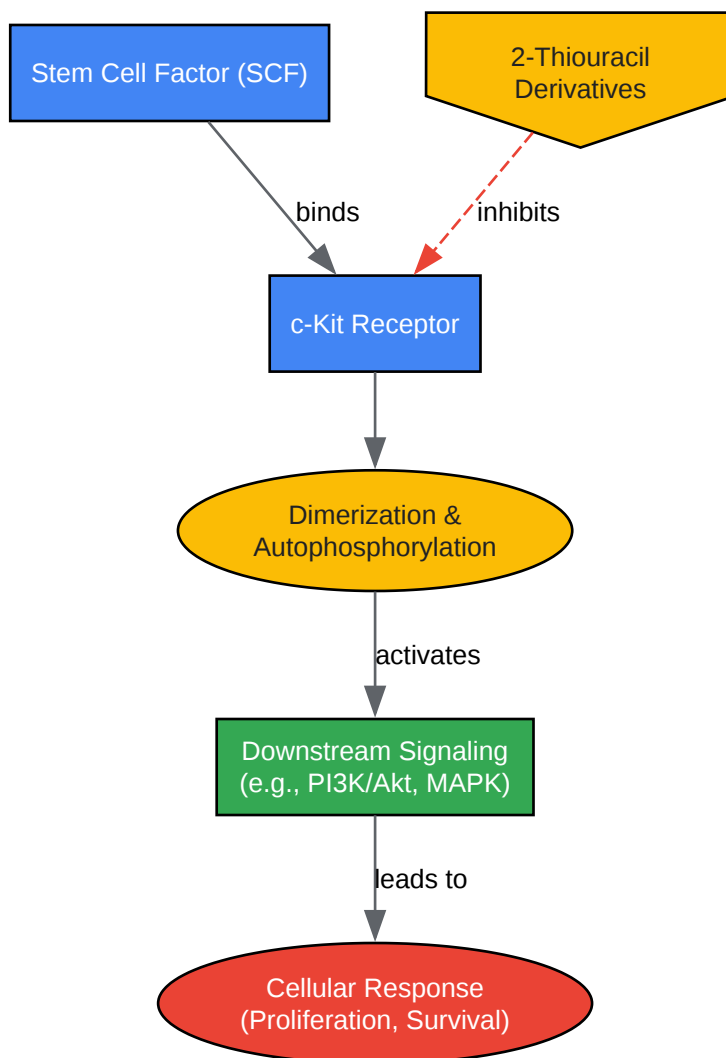 Stem Cell Factor (SCF)
2-Thiouracil
Derivatives
binds
inhibits
c-Kit Receptor
Dimerization &
Autophosphorylation
activates
Downstream Signaling
(e.g., PI3K/Akt, MAPK)
leads to
Cellular Response
(Proliferation, Survival)